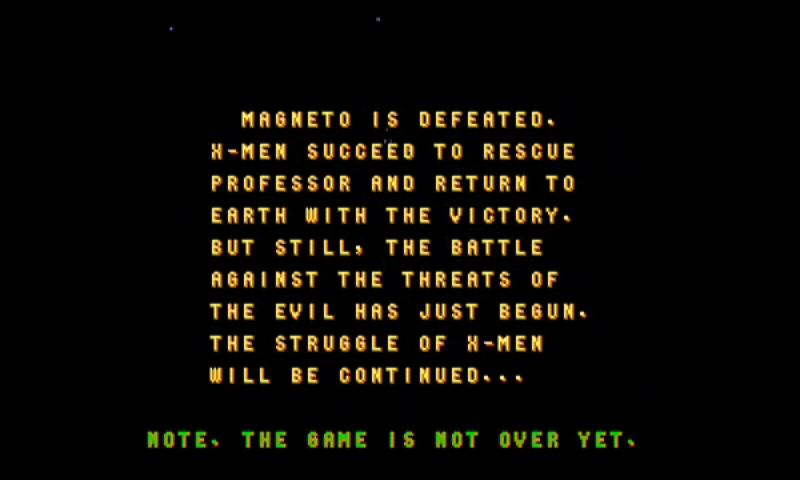 MAGNETO IS DEFEATED.
X-MEN SUCCEED TO RESCUE
PROFESSOR AND RETURN TO
EARTH WITH THE VICTORY.
BUT STILL, THE BATTLE
AGAINST THE THREATS OF
THE EVIL HAS JUST BEGUN.
THE STRUGGLE OF X-MEN
WILL BE CONTINUED...
NOTE. THE GAME IS NOT OVER YET.